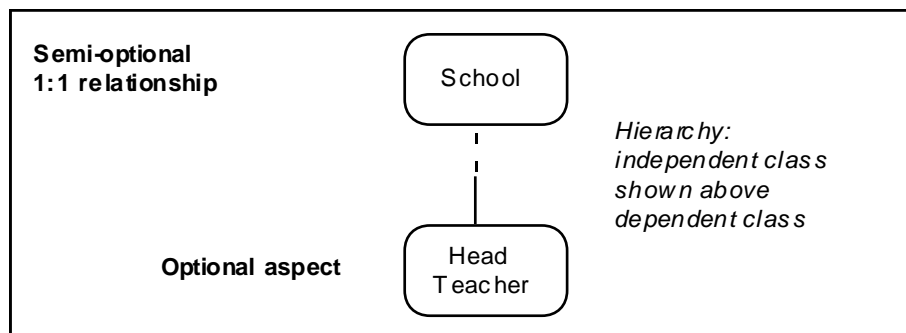 Semi-optional
1:1 relationship
School
Hierarchy:
independent class
shown above
dependent class
Optional aspect
Head
Teacher